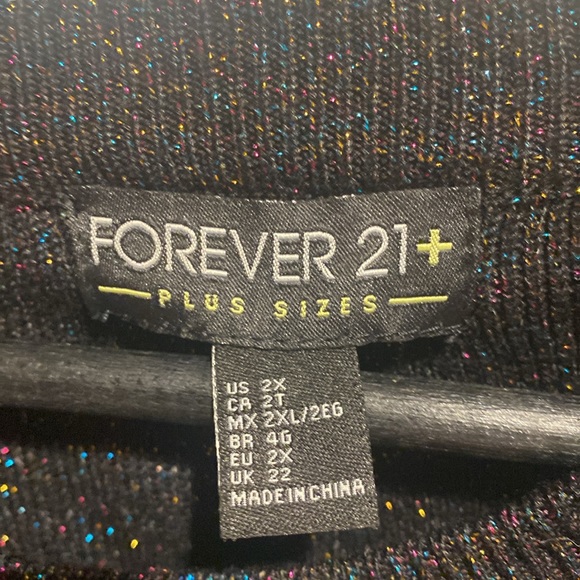 FOREVER 21+
PLUS SIZES
US 2X
CA 2T
MX 2XL/2EG
BR 4G
EU 2X
UK 22
MADE IN CHINA